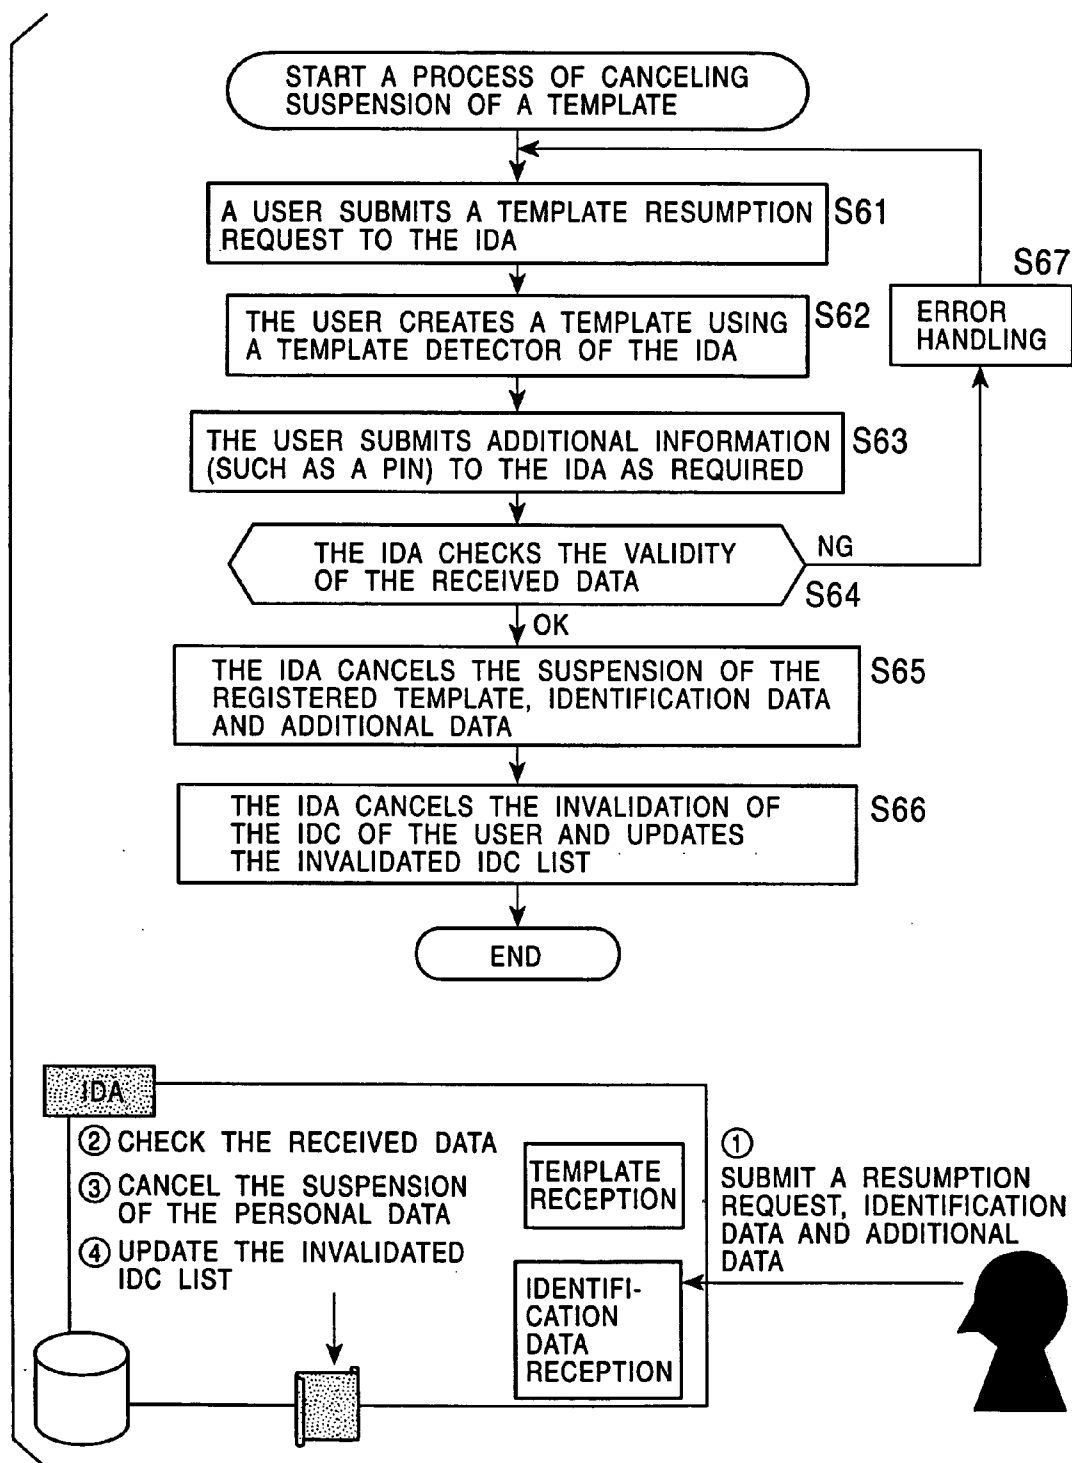 START A PROCESS OF CANCELING
SUSPENSION OF A TEMPLATE
A USER SUBMITS A TEMPLATE RESUMPTION
REQUEST TO THE IDA
S61
THE USER CREATES A TEMPLATE USING
A TEMPLATE DETECTOR OF THE IDA
S62
S67
ERROR
HANDLING
THE USER SUBMITS ADDITIONAL INFORMATION
(SUCH AS A PIN) TO THE IDA AS REQUIRED
S63
THE IDA CHECKS THE VALIDITY
OF THE RECEIVED DATA
NG
S64
OK
THE IDA CANCELS THE SUSPENSION OF THE
REGISTERED TEMPLATE, IDENTIFICATION DATA
AND ADDITIONAL DATA
S65
THE IDA CANCELS THE INVALIDATION OF
THE IDC OF THE USER AND UPDATES
THE INVALIDATED IDC LIST
S66
END
IDA
② CHECK THE RECEIVED DATA
③ CANCEL THE SUSPENSION
OF THE PERSONAL DATA
④ UPDATE THE INVALIDATED
IDC LIST
TEMPLATE
RECEPTION
IDENTIFI-
CATION
DATA
RECEPTION
①
SUBMIT A RESUMPTION
REQUEST, IDENTIFICATION
DATA AND ADDITIONAL
DATA